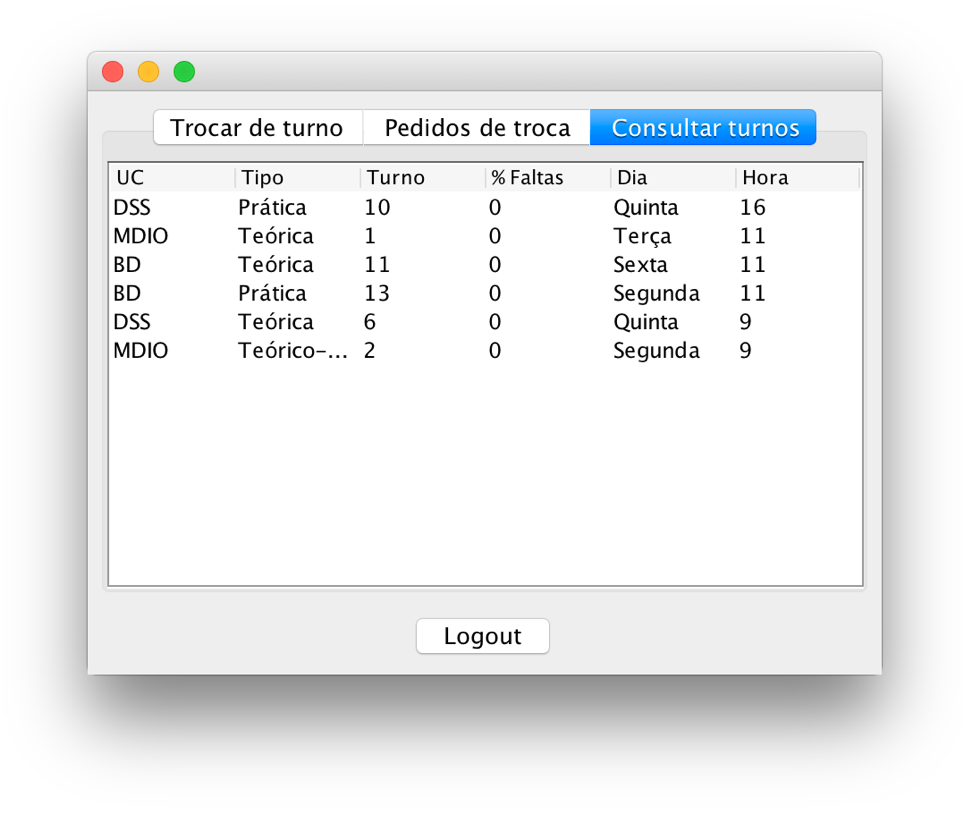 Trocar de turno Pedidos de troca Consultar turnos
UC Tipo Turno % Faltas Dia Hora
DSS Prática 10 0 Quinta 16
MDIO Teórica 1 0 Terça 11
BD Teórica 11 0 Sexta 11
BD Prática 13 0 Segunda 11
DSS Teórica 6 0 Quinta 9
MDIO Teórico-... 2 0 Segunda 9
Logout